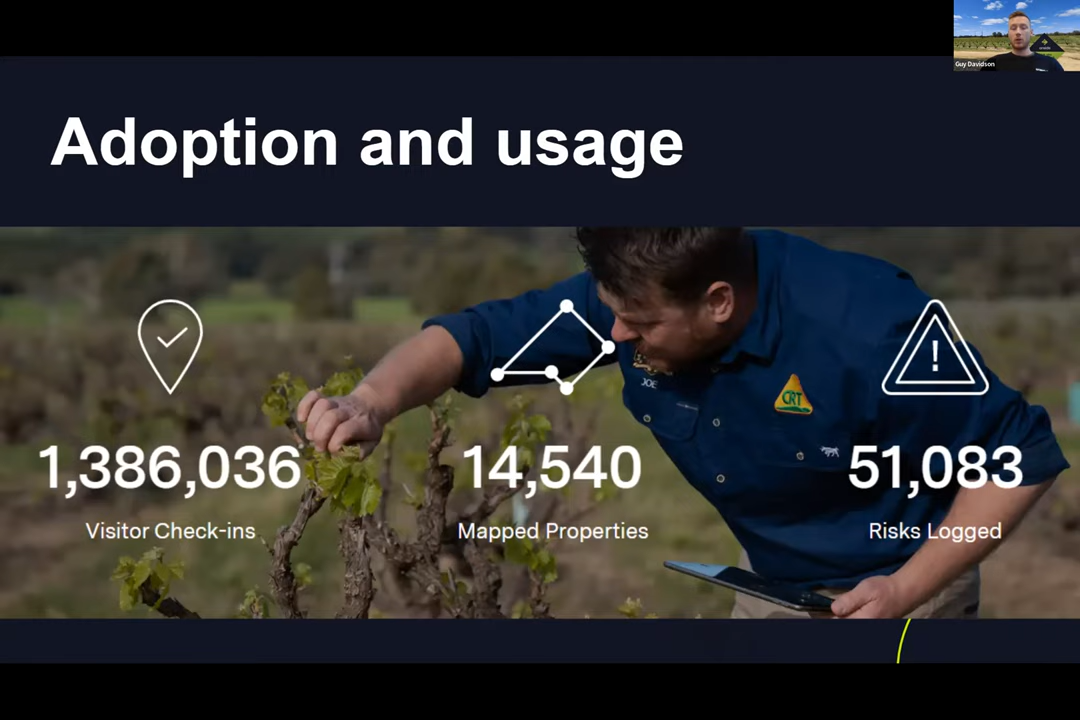 Guy Davidson
Adoption and usage
JOE
CRT
!
1,386,036
14,540
51,083
Visitor Check-ins
Mapped Properties
Risks Logged